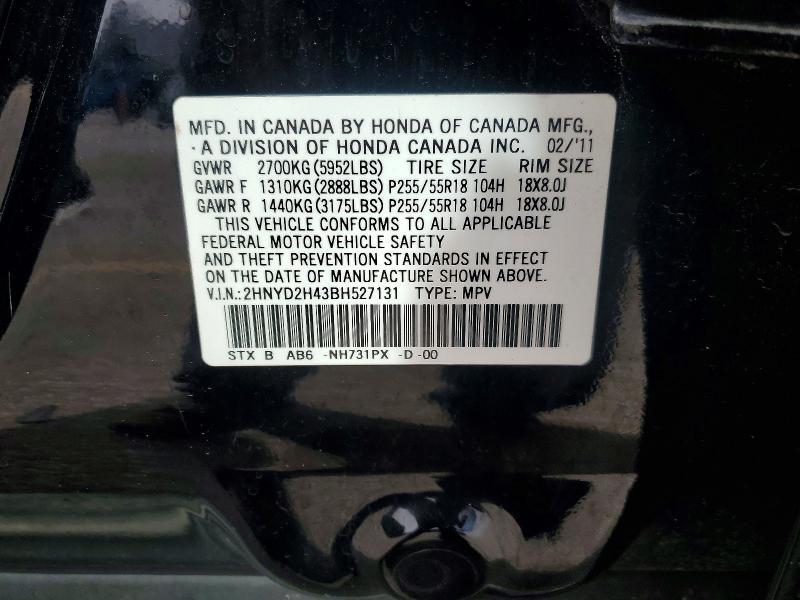 MFD. IN CANADA BY HONDA OF CANADA MFG.,
· A DIVISION OF HONDA CANADA INC. 02/'11
GVWR 2700KG(5952LBS) TIRE SIZE RIM SIZE
GAWR F 1310KG(2888LBS) P255/55R18 104H 18X8.0J
GAWR R 1440KG(3175LBS) P255/55R18 104H 18X8.0J
THIS VEHICLE CONFORMS TO ALL APPLICABLE
FEDERAL MOTOR VEHICLE SAFETY
AND THEFT PREVENTION STANDARDS IN EFFECT
ON THE DATE OF MANUFACTURE SHOWN ABOVE.
V.I.N.:2HNYD2H43BH527131 TYPE: MPV
STX B AB6 -NH731PX -D -00